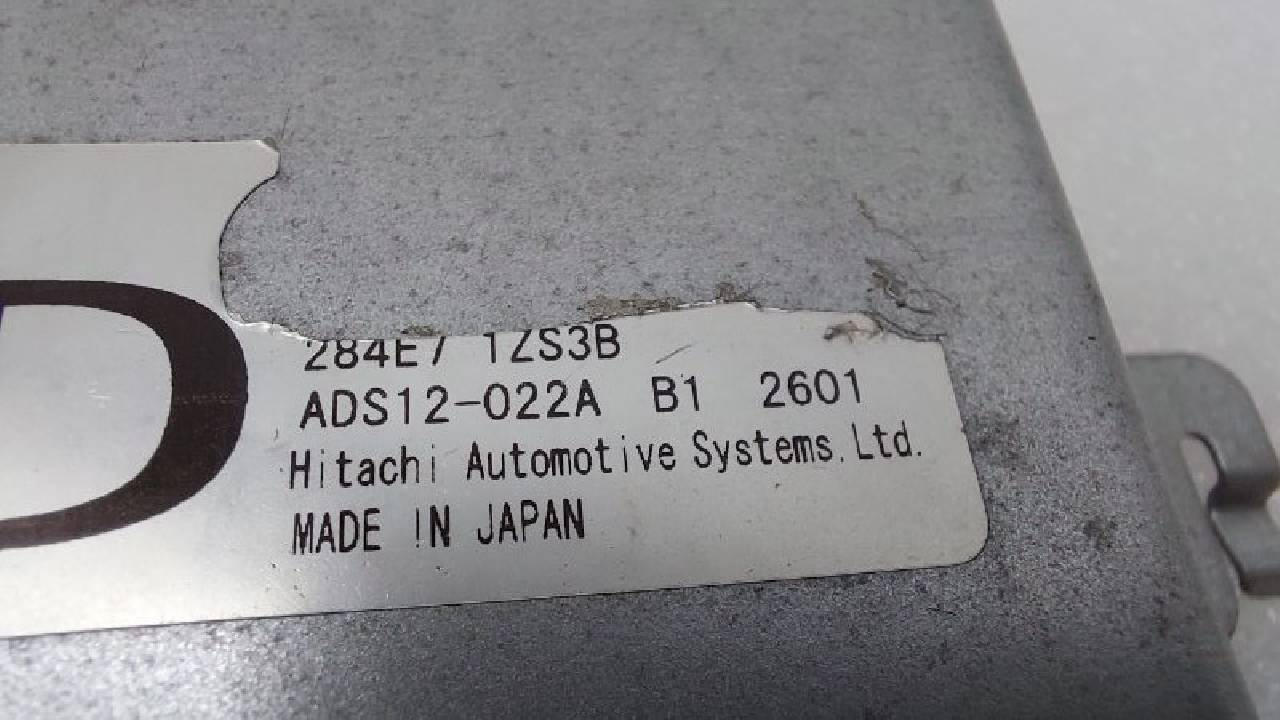 D
284E7 1ZS3B
ADS12-022A B1 2601
Hitachi Automotive Systems, Ltd.
MADE IN JAPAN